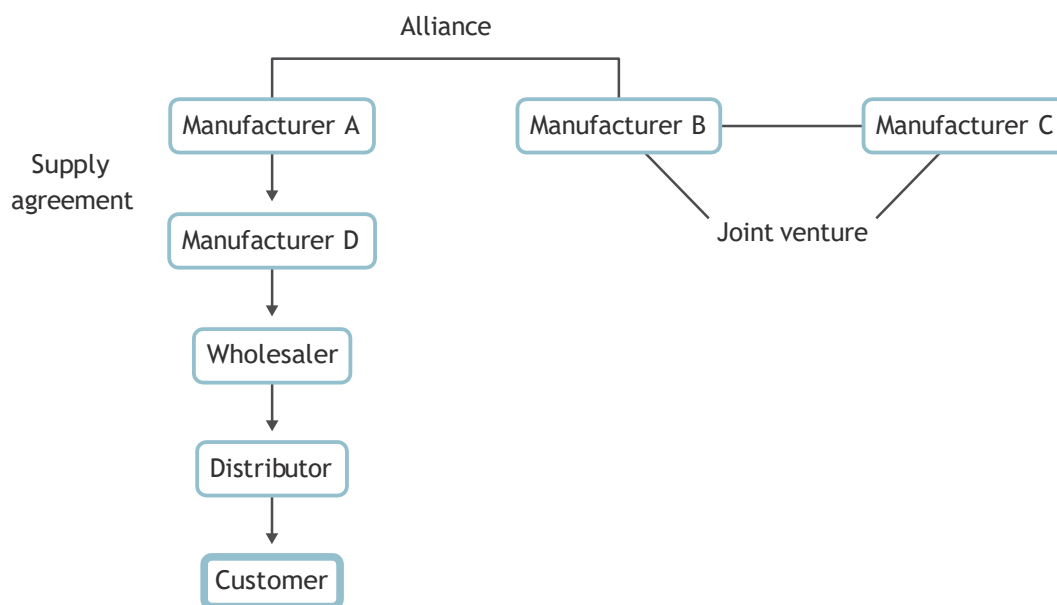 Alliance
Manufacturer A
Manufacturer B
Manufacturer C
Supply
agreement
Manufacturer D
Joint venture
Wholesaler
Distributor
Customer